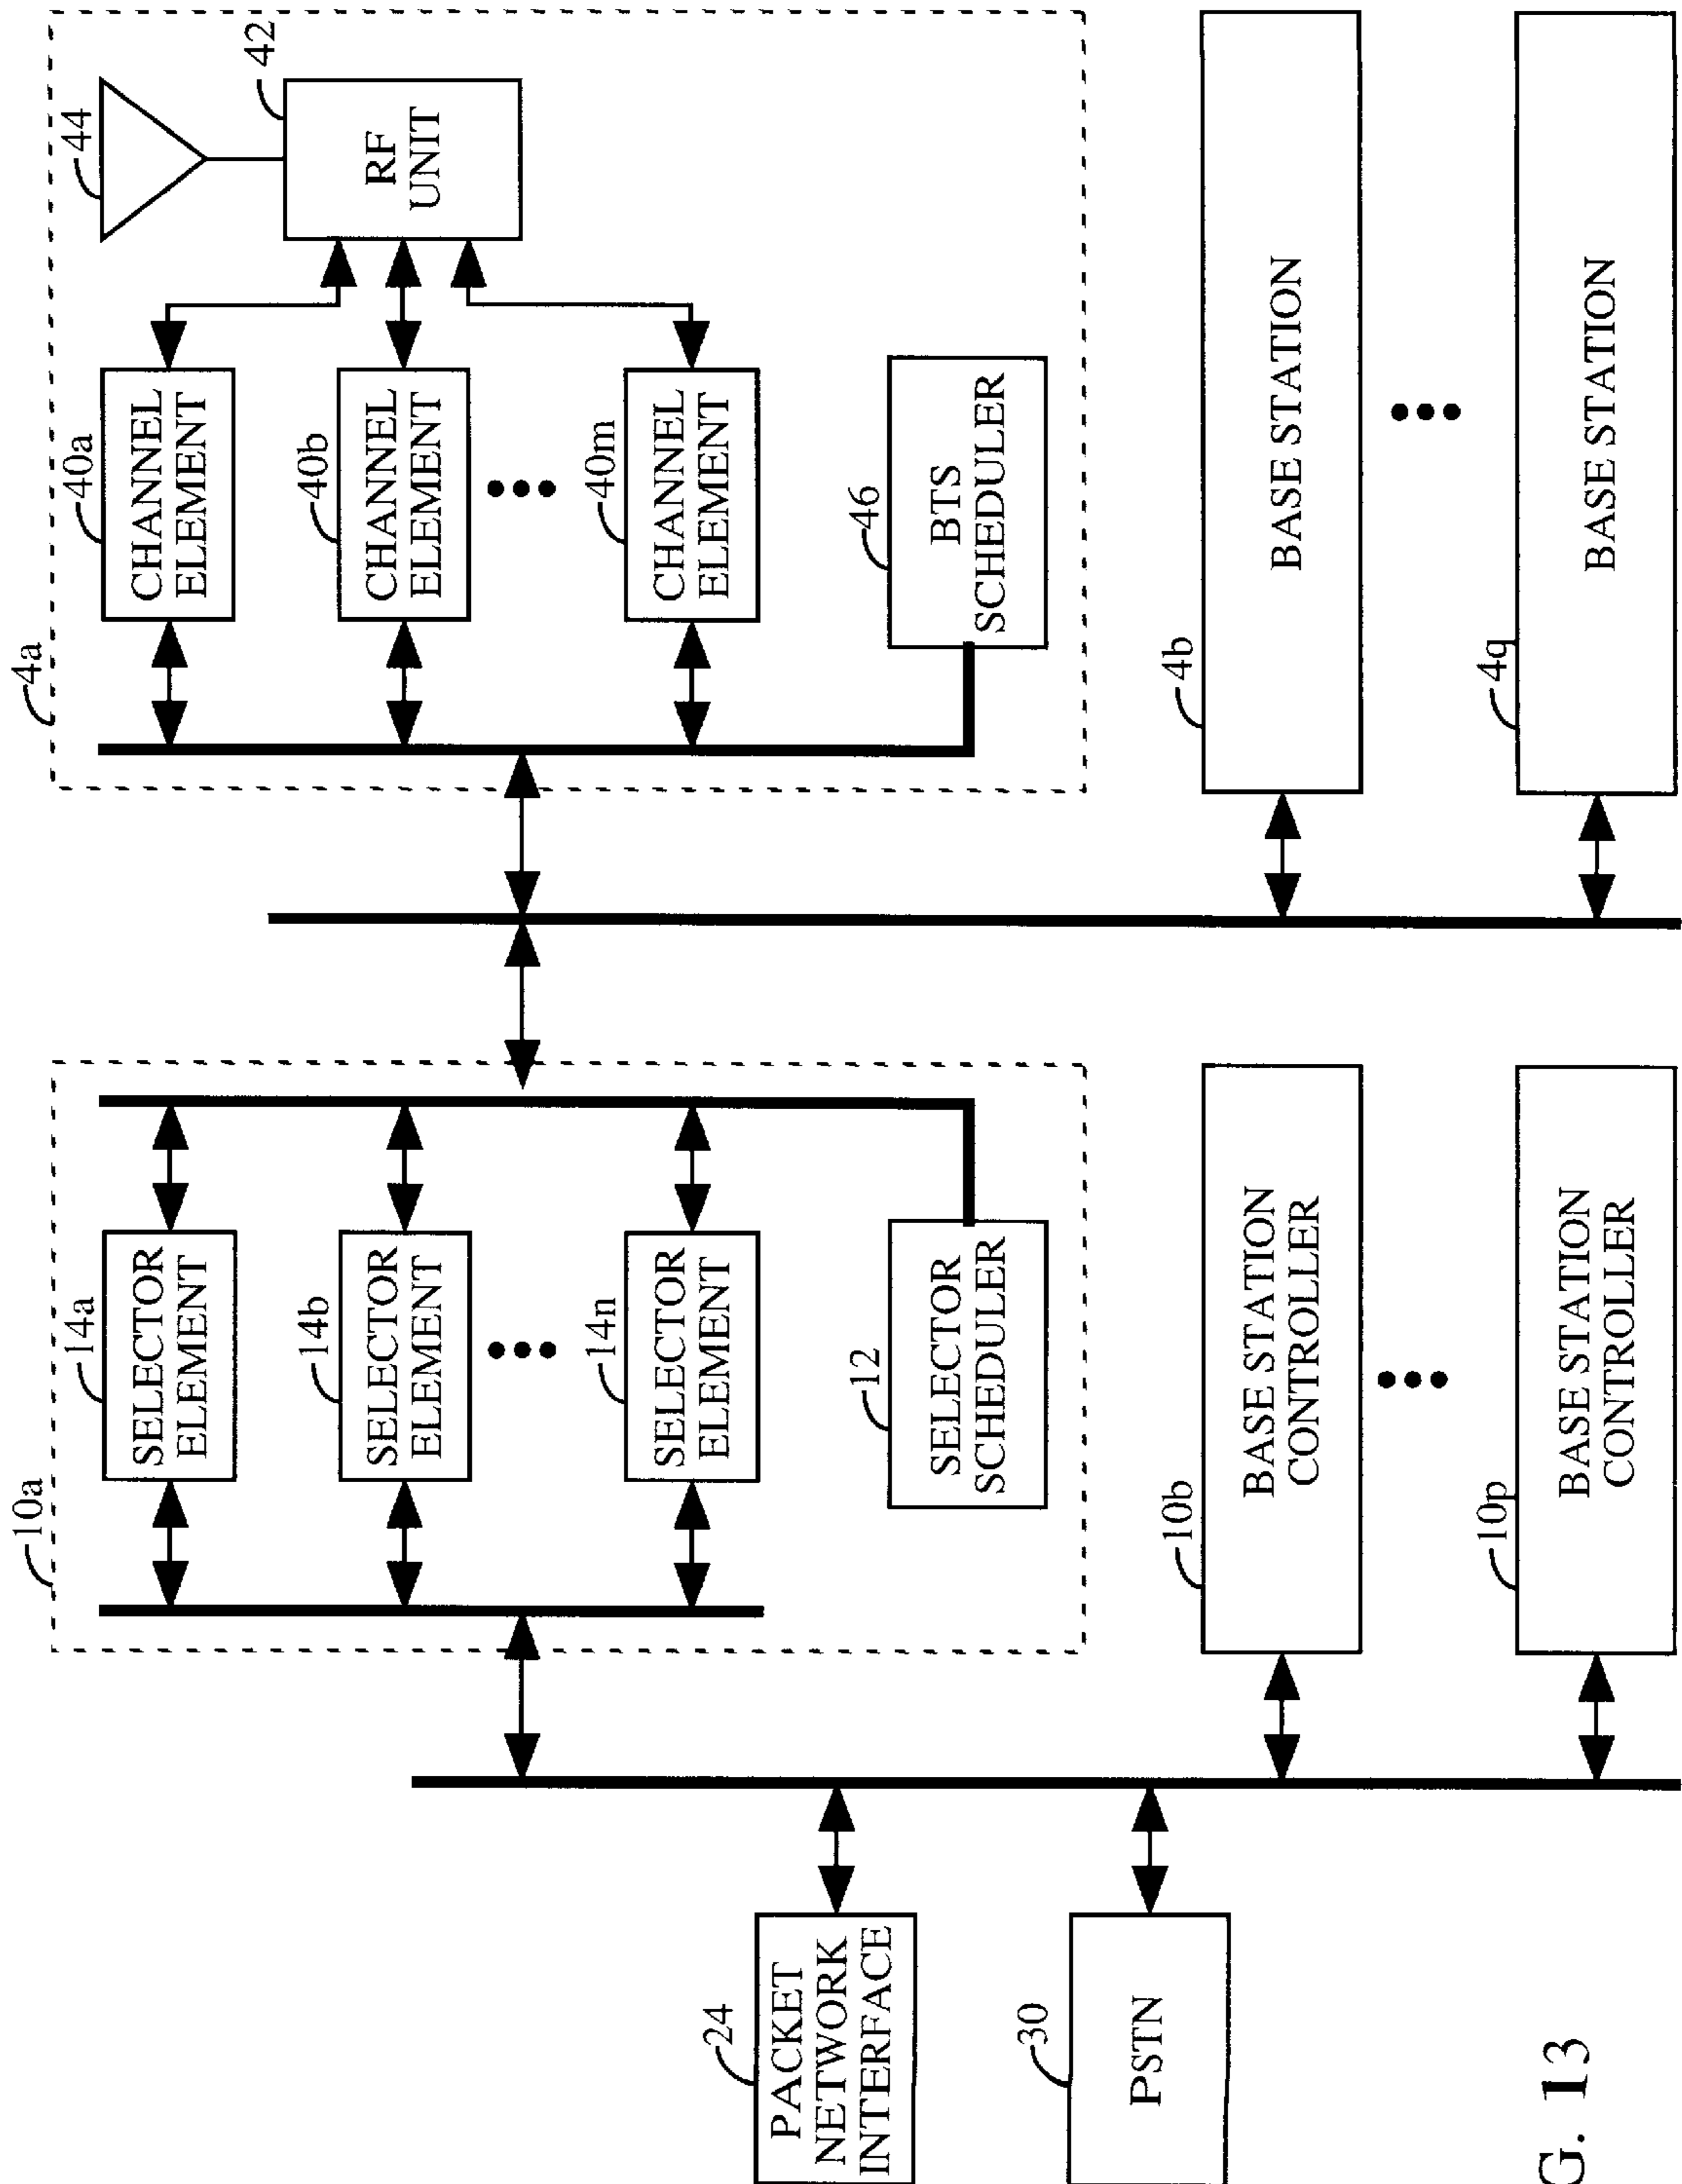 10a
14a
SELECTOR
ELEMENT
14b
SELECTOR
ELEMENT
14n
SELECTOR
ELEMENT
12
SELECTOR
SCHEDULER
4a
40a
CHANNEL
ELEMENT
40b
CHANNEL
ELEMENT
40m
CHANNEL
ELEMENT
46
BTS
SCHEDULER
44
42
RF
UNIT
24
PACKET
NETWORK
INTERFACE
30
PSTN
10b
BASE STATION
CONTROLLER
10p
BASE STATION
CONTROLLER
4b
BASE STATION
4q
BASE STATION
G. 13